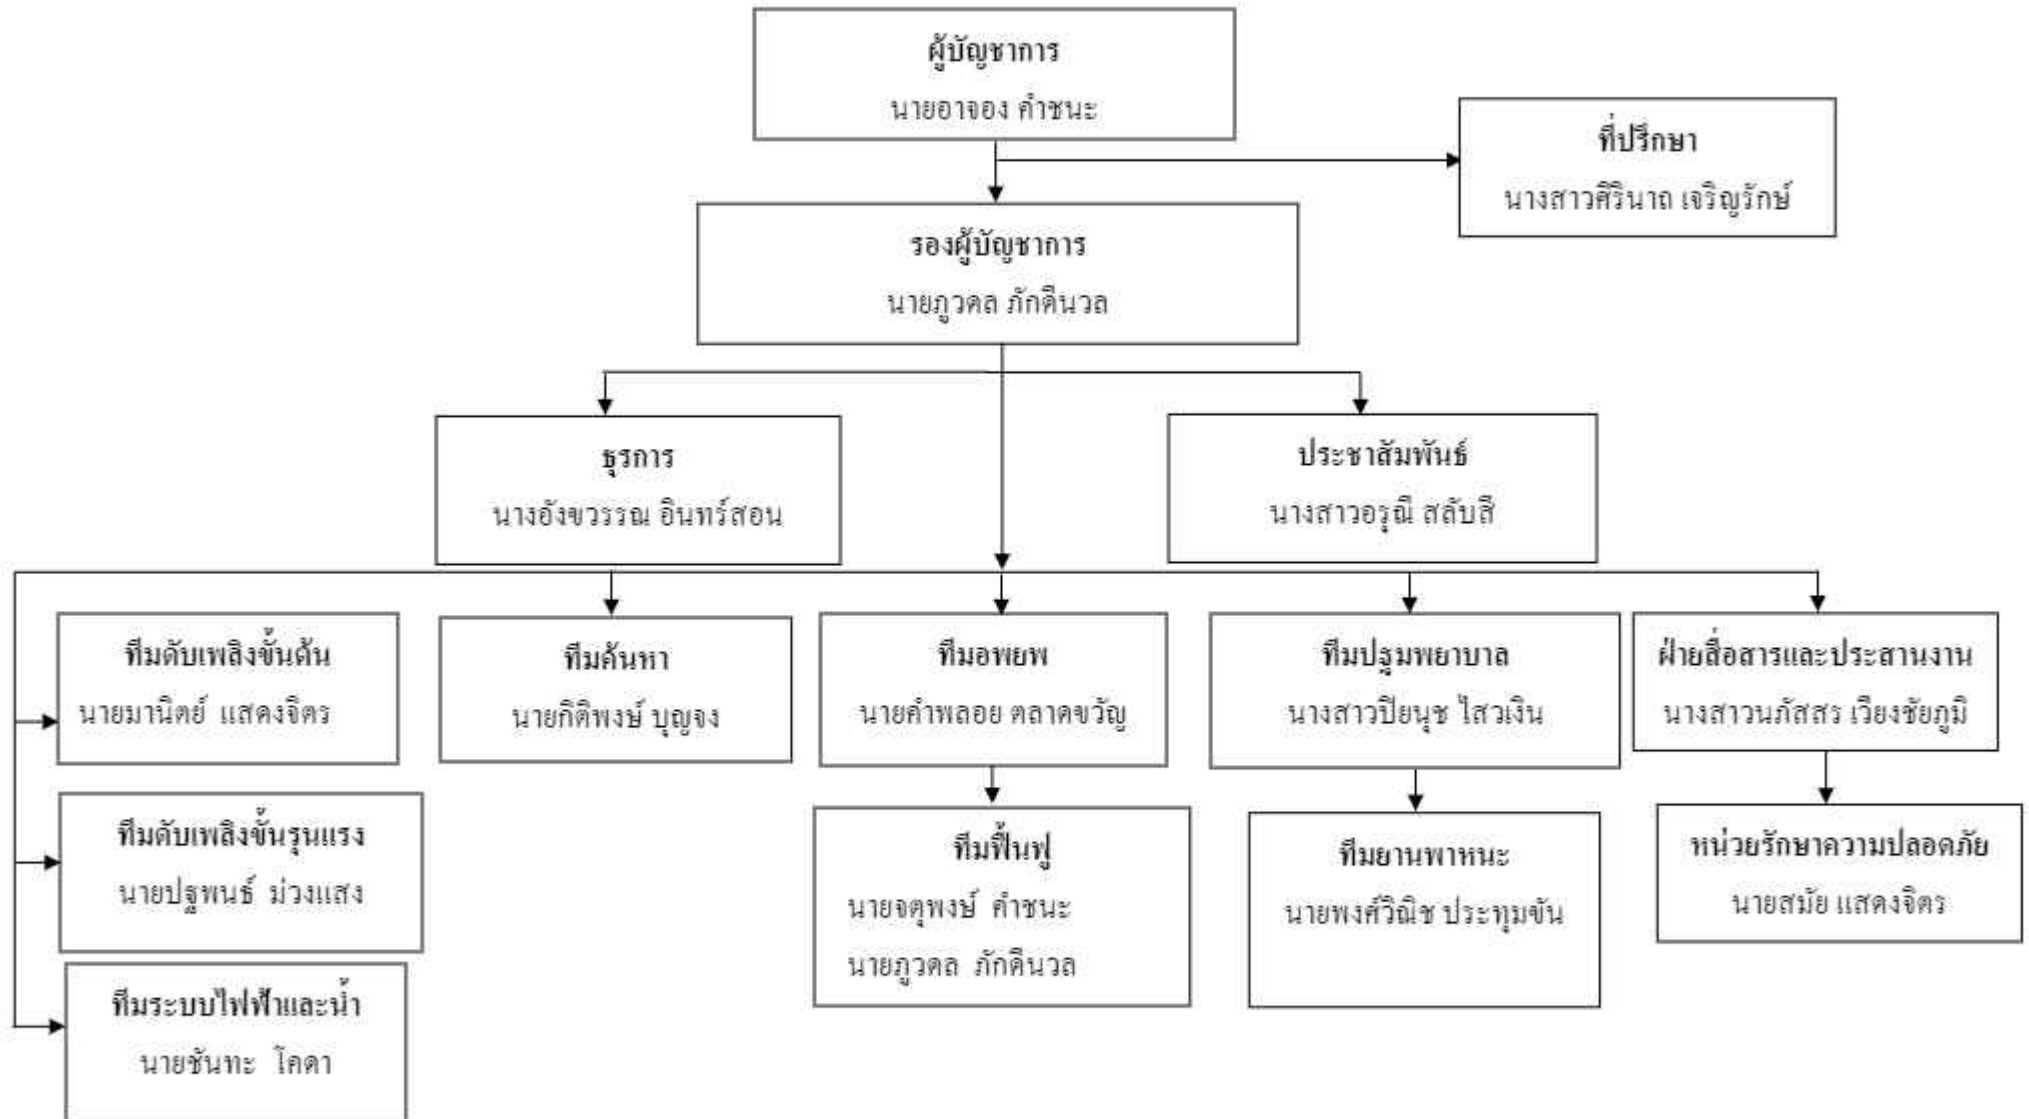 ผู้บัญชาการ
นายอาจอง คำชนะ
ที่ปรึกษา
นางสาวศิรินาถ เจริญรักษ์
รองผู้บัญชาการ
นายภูวดล ภักดีนวล
ธุรการ
นางอังขวรรณ อินทร์สอน
ประชาสัมพันธ์
นางสาวอรุณี สลับสี
ทีมดับเพลิงขั้นต้น
นายมานิตย์ แสดงจิตร
ทีมค้นหา
นายกิติพงษ์ บุญจง
ทีมอพยพ
นายคำพลอย ตลาดขวัญ
ทีมปฐมพยาบาล
นางสาวปิยนุช ไสวเงิน
ฝ่ายสื่อสารและประสานงาน
นางสาวนภัสสร เวียงชัยภูมิ
ทีมดับเพลิงขั้นรุนแรง
นายปฐพนธ์ ม่วงแสง
ทีมฟื้นฟู
นายจตุพงษ์ คำชนะ
นายภูวดล ภักดีนวล
ทีมยานพาหนะ
นายพงศ์วิณิช ประทุมขัน
หน่วยรักษาความปลอดภัย
นายสมัย แสดงจิตร
ทีมระบบไฟฟ้าและน้ำ
นายชันทะ โคดา